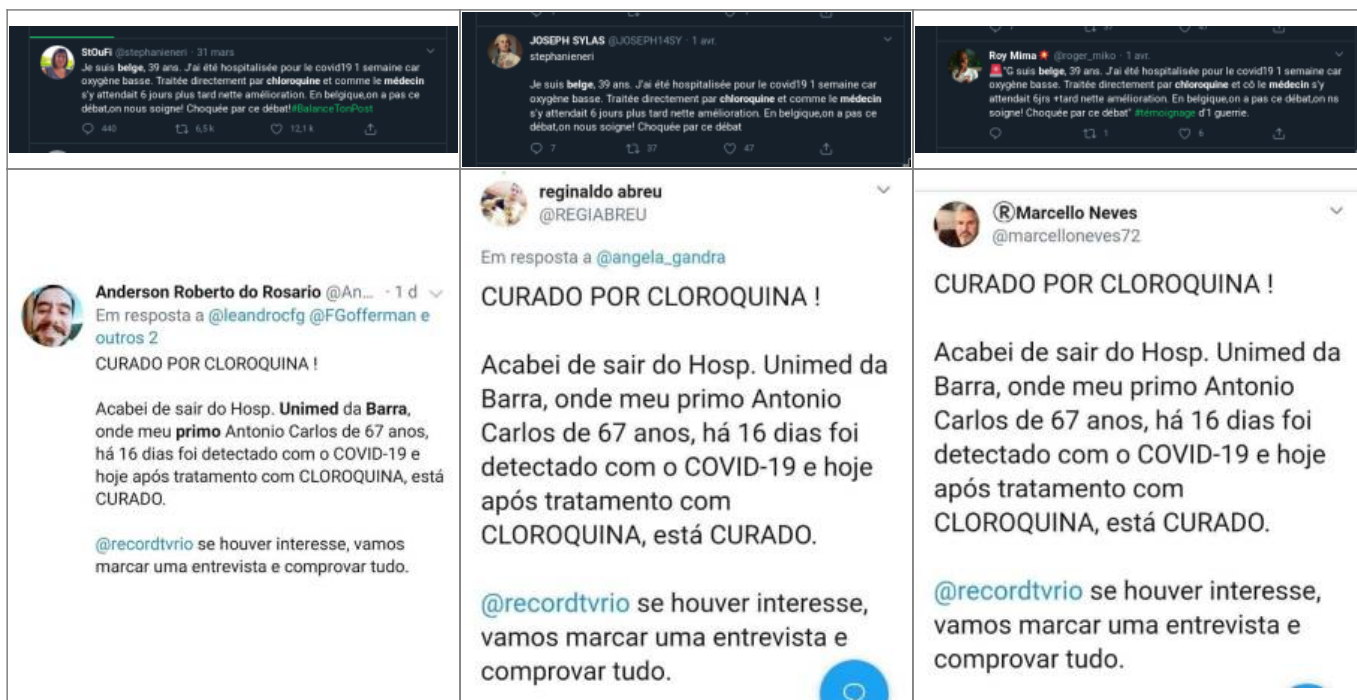 StOuFi @stephanieneri · 31 mars
Je suis belge, 39 ans. J'ai été hospitalisée pour le covid19 1 semaine car
oxygène basse. Traitée directement par chloroquine et comme le médecin
s'y attendait 6 jours plus tard nette amélioration. En belgique,on a pas ce
débat,on nous soigne! Choquée par ce débat!#BalanceTonPost
440 6,5 k 12,1 k
JOSEPH SYLAS @JOSEPH14SY · 1 avr.
stephanieneri
Je suis belge, 39 ans. J'ai été hospitalisée pour le covid19 1 semaine car
oxygène basse. Traitée directement par chloroquine et comme le médecin
s'y attendait 6 jours plus tard nette amélioration. En belgique,on a pas ce
débat,on nous soigne! Choquée par ce débat
7 37 47
Roy Mima @roger_miko · 1 avr.
"G suis belge, 39 ans. J'ai été hospitalisée pour le covid19 1 semaine car
oxygène basse. Traitée directement par chloroquine et cô le médecin s'y
attendait 6jrs +tard nette amélioration. En Belgique,on a pas ce débat,on ns
soigne! Choquée par ce débat" #témoignage d'1 guerrie.
1 6
Anderson Roberto do Rosario @An... · 1 d
Em resposta a @leandrocfg @FGofferman e
outros 2
CURADO POR CLOROQUINA !
Acabei de sair do Hosp. Unimed da Barra,
onde meu primo Antonio Carlos de 67 anos,
há 16 dias foi detectado com o COVID-19 e
hoje após tratamento com CLOROQUINA, está
CURADO.
@recordtvrio se houver interesse, vamos
marcar uma entrevista e comprovar tudo.
reginaldo abreu
@REGIABREU
Em resposta a @angela_gandra
CURADO POR CLOROQUINA !
Acabei de sair do Hosp. Unimed da
Barra, onde meu primo Antonio
Carlos de 67 anos, há 16 dias foi
detectado com o COVID-19 e hoje
após tratamento com
CLOROQUINA, está CURADO.
@recordtvrio se houver interesse,
vamos marcar uma entrevista e
comprovar tudo.
®Marcello Neves
@marcelloneves72
CURADO POR CLOROQUINA !
Acabei de sair do Hosp. Unimed da
Barra, onde meu primo Antonio
Carlos de 67 anos, há 16 dias foi
detectado com o COVID-19 e hoje
após tratamento com
CLOROQUINA, está CURADO.
@recordtvrio se houver interesse,
vamos marcar uma entrevista e
comprovar tudo.